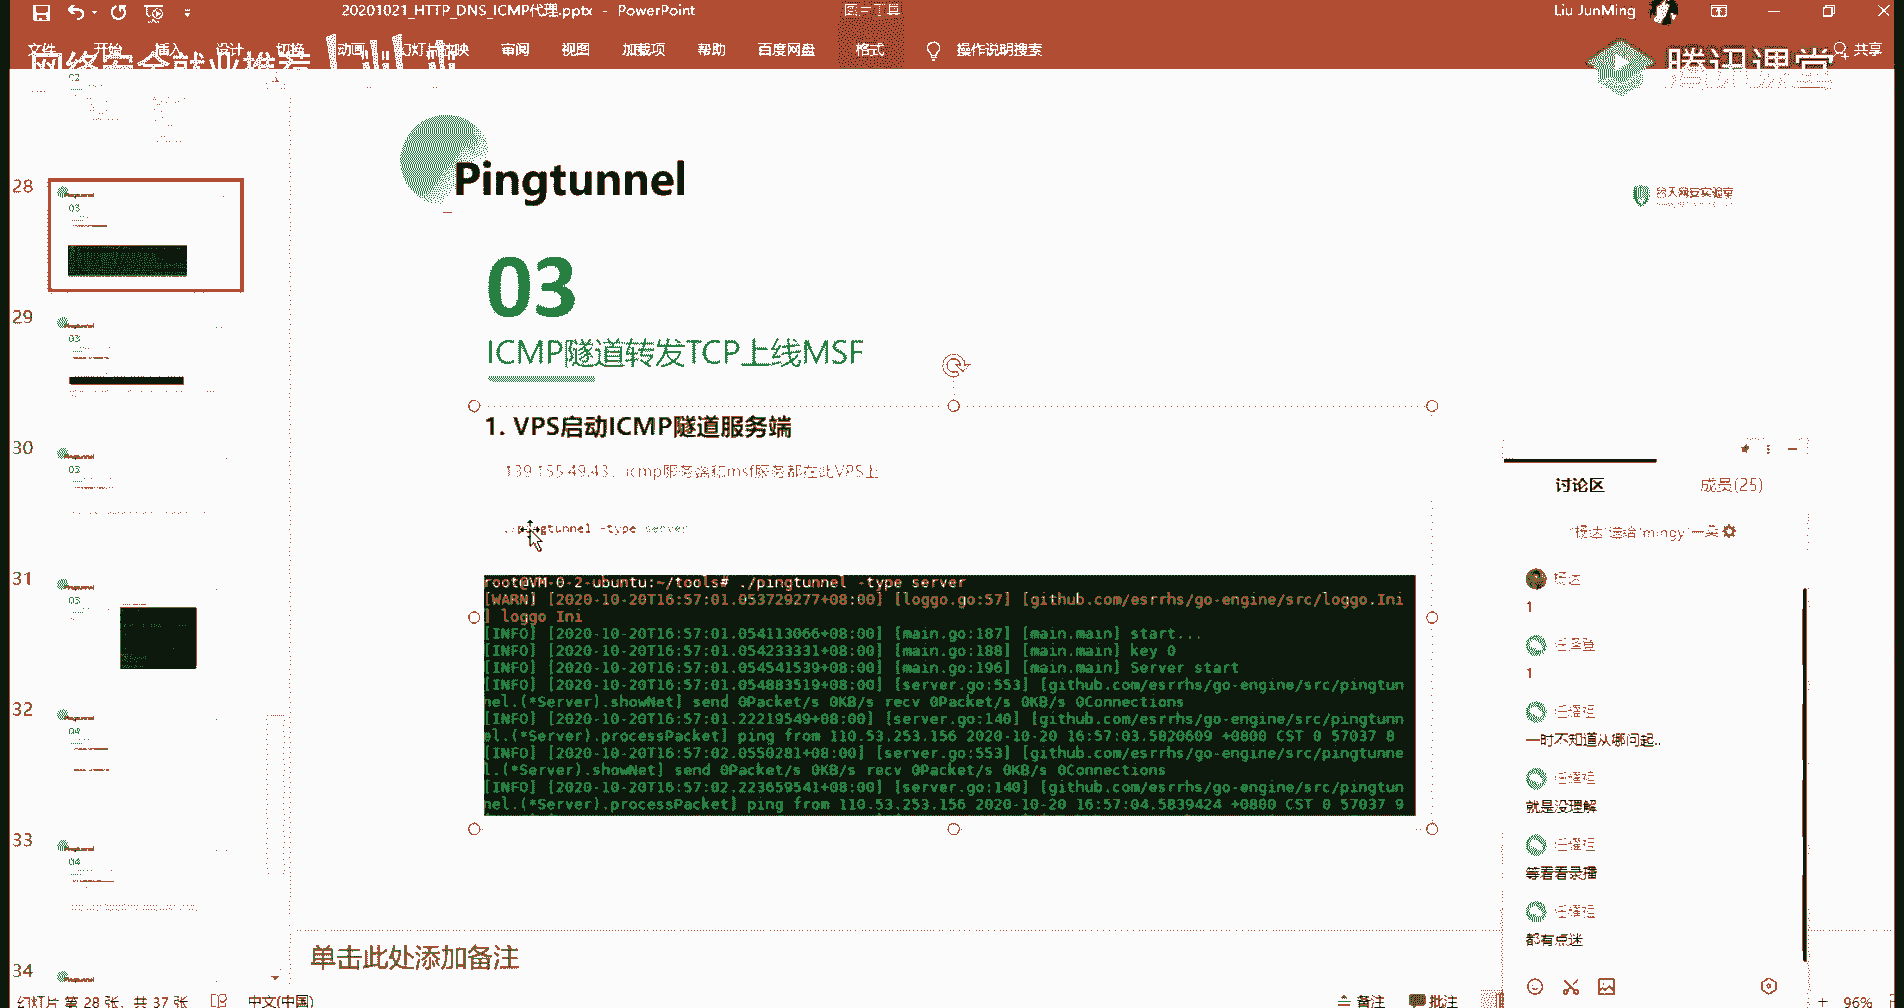 20201021_HTTP_DNS_ICMP代理.pptx - PowerPoint
Liu JunMing
文件 开始 插入 设计 切换 动画 幻灯片放映 审阅 视图 加载项 帮助 百度网盘 格式 操作说明搜索 共享
网络安全就业推荐
腾讯课堂
28
29
30
31
32
33
34
Pingtunnel
03
ICMP隧道转发TCP上线MSF
1. VPS启动ICMP隧道服务端
139.155.49.43，icmp服务端和msf服务都在此VPS上
./pingtunnel -type server
root@VM-0-2-ubuntu:~/tools# ./pingtunnel -type server
[WARN] [2020-10-20T16:57:01.053729277+08:00] [loggo.go:57] [github.com/esrrhs/go-engine/src/loggo.Ini
] loggo Ini
[INFO] [2020-10-20T16:57:01.054113066+08:00] [main.go:187] [main.main] start...
[INFO] [2020-10-20T16:57:01.054233331+08:00] [main.go:188] [main.main] key 0
[INFO] [2020-10-20T16:57:01.054541539+08:00] [main.go:196] [main.main] Server start
[INFO] [2020-10-20T16:57:01.054883519+08:00] [server.go:553] [github.com/esrrhs/go-engine/src/pingtun
nel.(*Server).showNet] send 0Packet/s 0KB/s recv 0Packet/s 0KB/s 0Connections
[INFO] [2020-10-20T16:57:01.22219549+08:00] [server.go:140] [github.com/esrrhs/go-engine/src/pingtunn
el.(*Server).processPacket] ping from 110.53.253.156 2020-10-20 16:57:03.5820609 +0800 CST 0 57037 8
[INFO] [2020-10-20T16:57:02.0550281+08:00] [server.go:553] [github.com/esrrhs/go-engine/src/pingtunne
l.(*Server).showNet] send 0Packet/s 0KB/s recv 0Packet/s 0KB/s 0Connections
[INFO] [2020-10-20T16:57:02.223659541+08:00] [server.go:140] [github.com/esrrhs/go-engine/src/pingtun
nel.(*Server).processPacket] ping from 110.53.253.156 2020-10-20 16:57:04.5839424 +0800 CST 0 57037 9
讨论区 成员(25)
1
1
一时不知道从哪问起..
就是没理解
等看看录播
都有点迷
单击此处添加备注
幻灯片 第 28 张，共 37 张 中文(中国) 备注 批注 96%